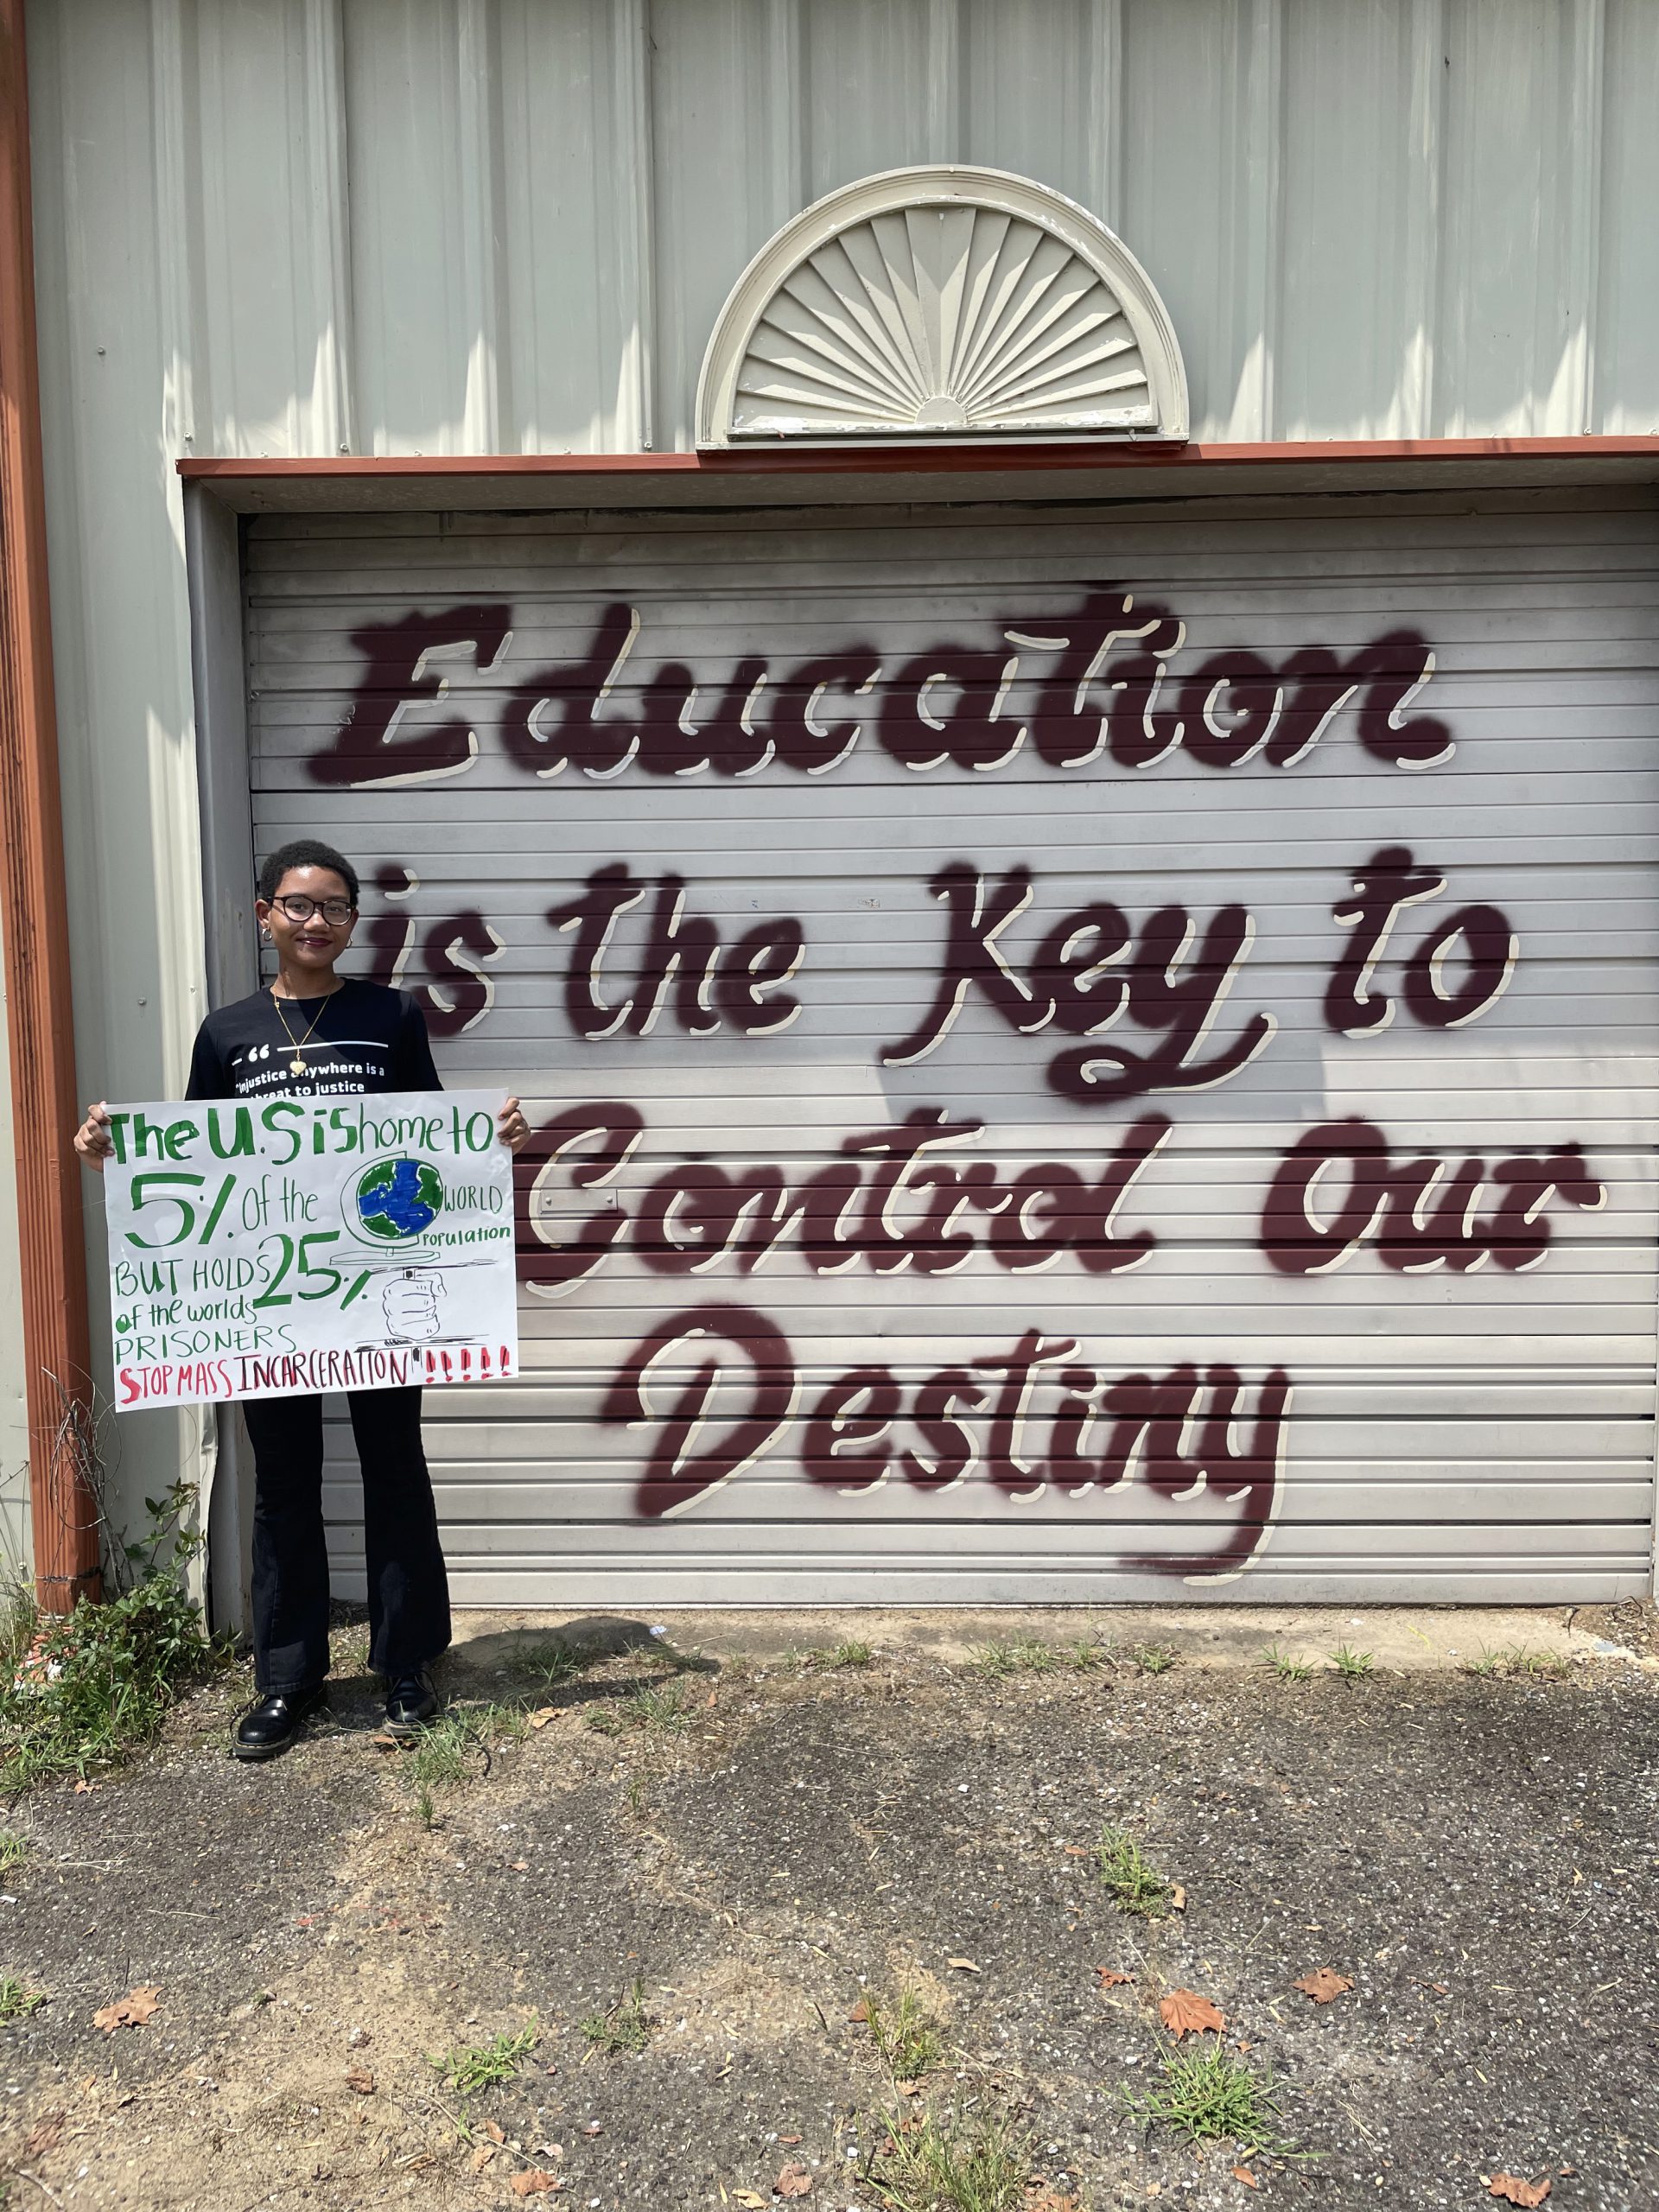 Education
is the Key to
Control Our
Destiny
“
"Injustice anywhere is a
threat to justice
The U.S is home to
5% Of the WORLD
POPulation
BUT HOLDS 25%
of the worlds
PRISONERS
STOP MASS INCARCERATION !!!!!